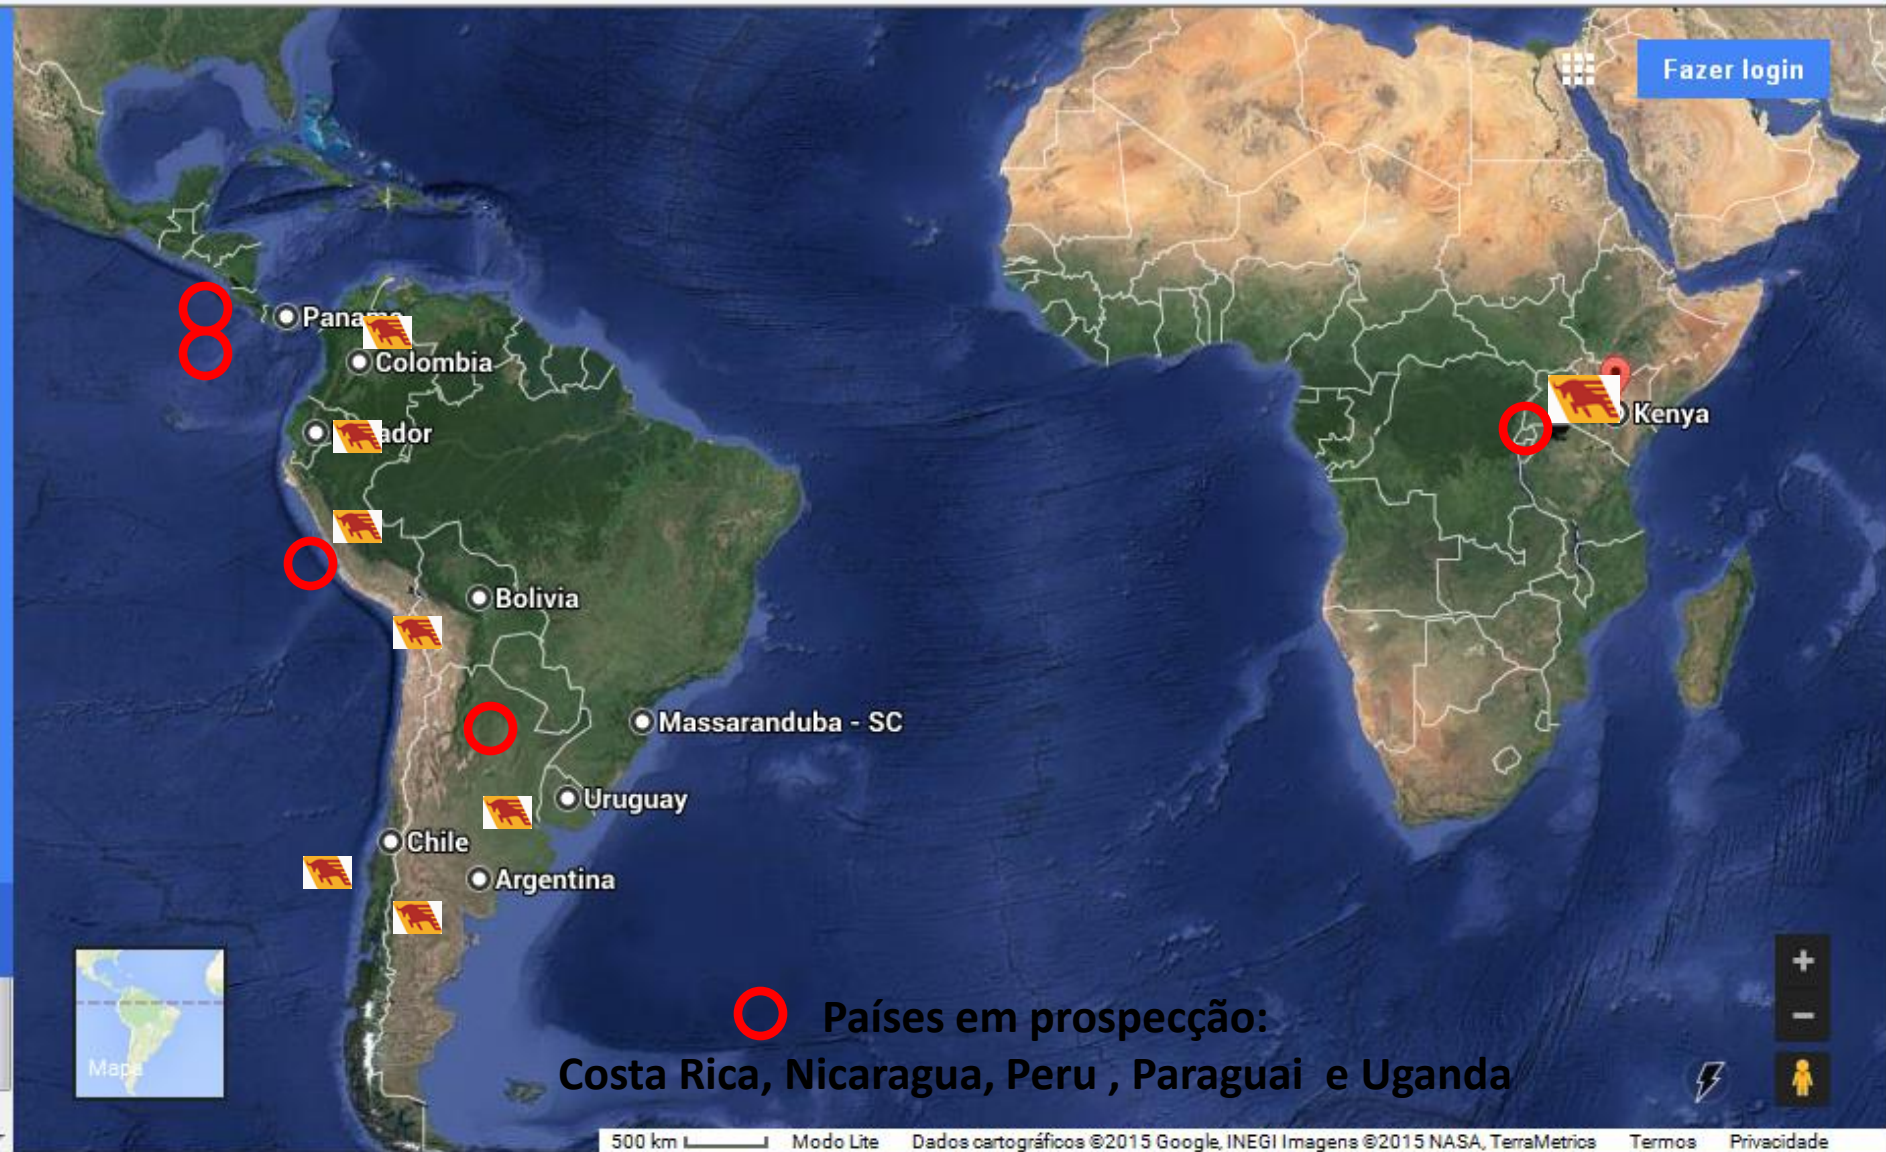 Fazer login
Panama
Colombia
ador
Kenya
Bolivia
Massaranduba - SC
Uruguay
Chile
Argentina
Países em prospecção:
Costa Rica, Nicaragua, Peru , Paraguai e Uganda
Mapa
500 km Modo Lite Dados cartográficos ©2015 Google, INEGI Imagens ©2015 NASA, TerraMetrics Termos Privacidade